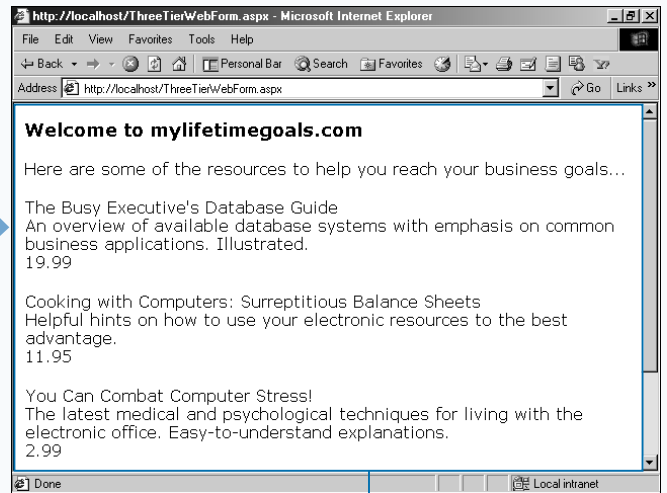 http://localhost/ThreeTierWebForm.aspx - Microsoft Internet Explorer
File Edit View Favorites Tools Help
Back Personal Bar Search Favorites
Address http://localhost/ThreeTierWebForm.aspx Go Links »
Welcome to mylifetimegoals.com
Here are some of the resources to help you reach your business goals...
The Busy Executive's Database Guide
An overview of available database systems with emphasis on common
business applications. Illustrated.
19.99
Cooking with Computers: Surreptitious Balance Sheets
Helpful hints on how to use your electronic resources to the best
advantage.
11.95
You Can Combat Computer Stress!
The latest medical and psychological techniques for living with the
electronic office. Easy-to-understand explanations.
2.99
Done Local intranet